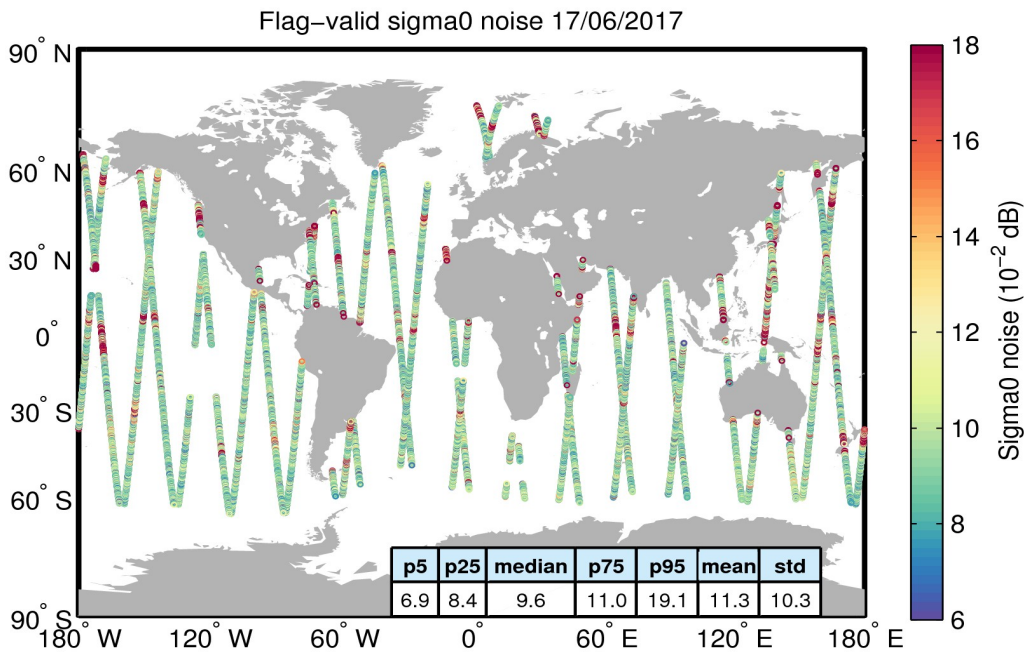 Flag−valid sigma0 noise 17/06/2017
90° N
60° N
30° N
0°
30° S
60° S
90° S
180° W
120° W
60° W
0°
60° E
120° E
180° E
p5 p25 median p75 p95 mean std
6.9 8.4 9.6 11.0 19.1 11.3 10.3
18
16
14
12
10
8
6
Sigma0 noise (10⁻² dB)